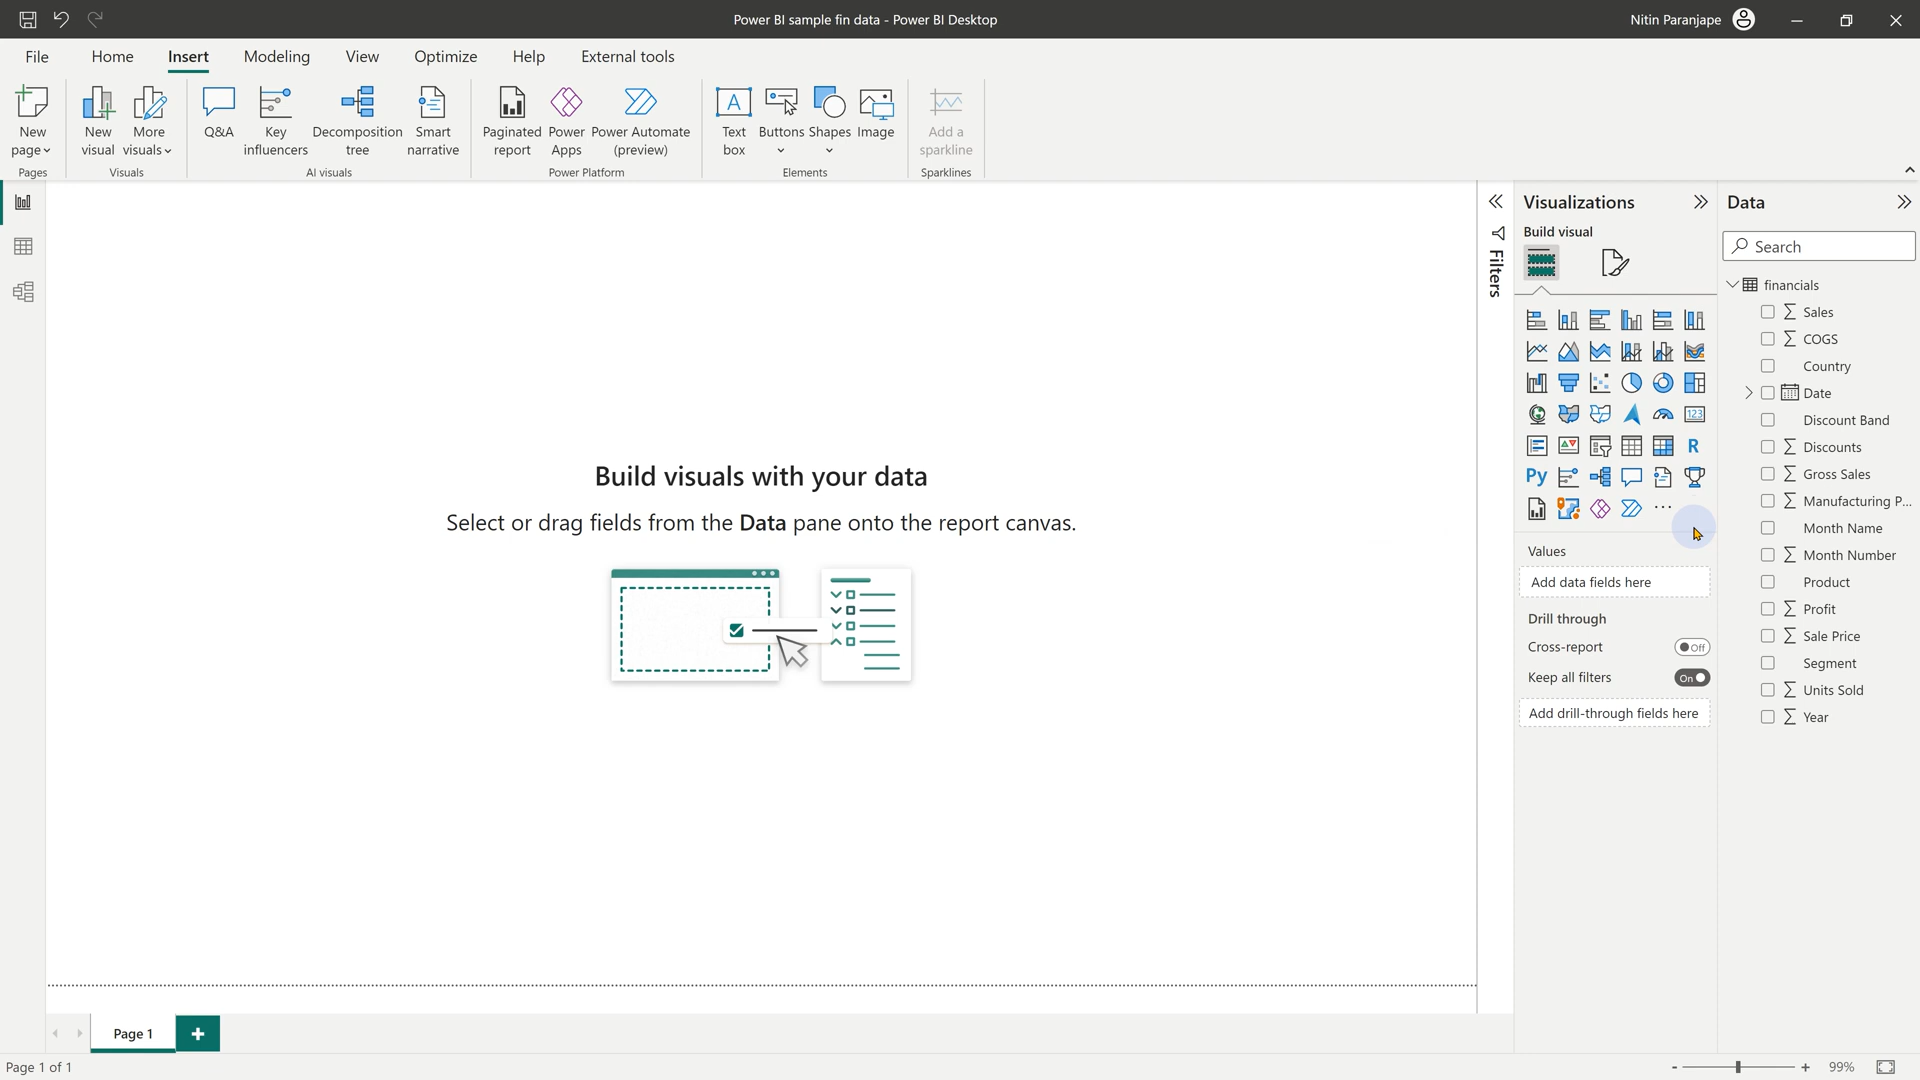 Power BI sample fin data - Power BI Desktop
Nitin Paranjape
File Home Insert Modeling View Optimize Help External tools
New page
New visual
More visuals
Q&A
Key influencers
Decomposition tree
Smart narrative
Paginated report
Power Apps
Power Automate (preview)
Text box
Buttons
Shapes
Image
Add a sparkline
Pages
Visuals
AI visuals
Power Platform
Elements
Sparklines
Build visuals with your data
Select or drag fields from the Data pane onto the report canvas.
Filters
Visualizations
Build visual
123
R
Py
Values
Add data fields here
Drill through
Cross-report
Off
Keep all filters
On
Add drill-through fields here
Data
Search
financials
Sales
COGS
Country
Date
Discount Band
Discounts
Gross Sales
Manufacturing P...
Month Name
Month Number
Product
Profit
Sale Price
Segment
Units Sold
Year
Page 1
Page 1 of 1
- + 99%